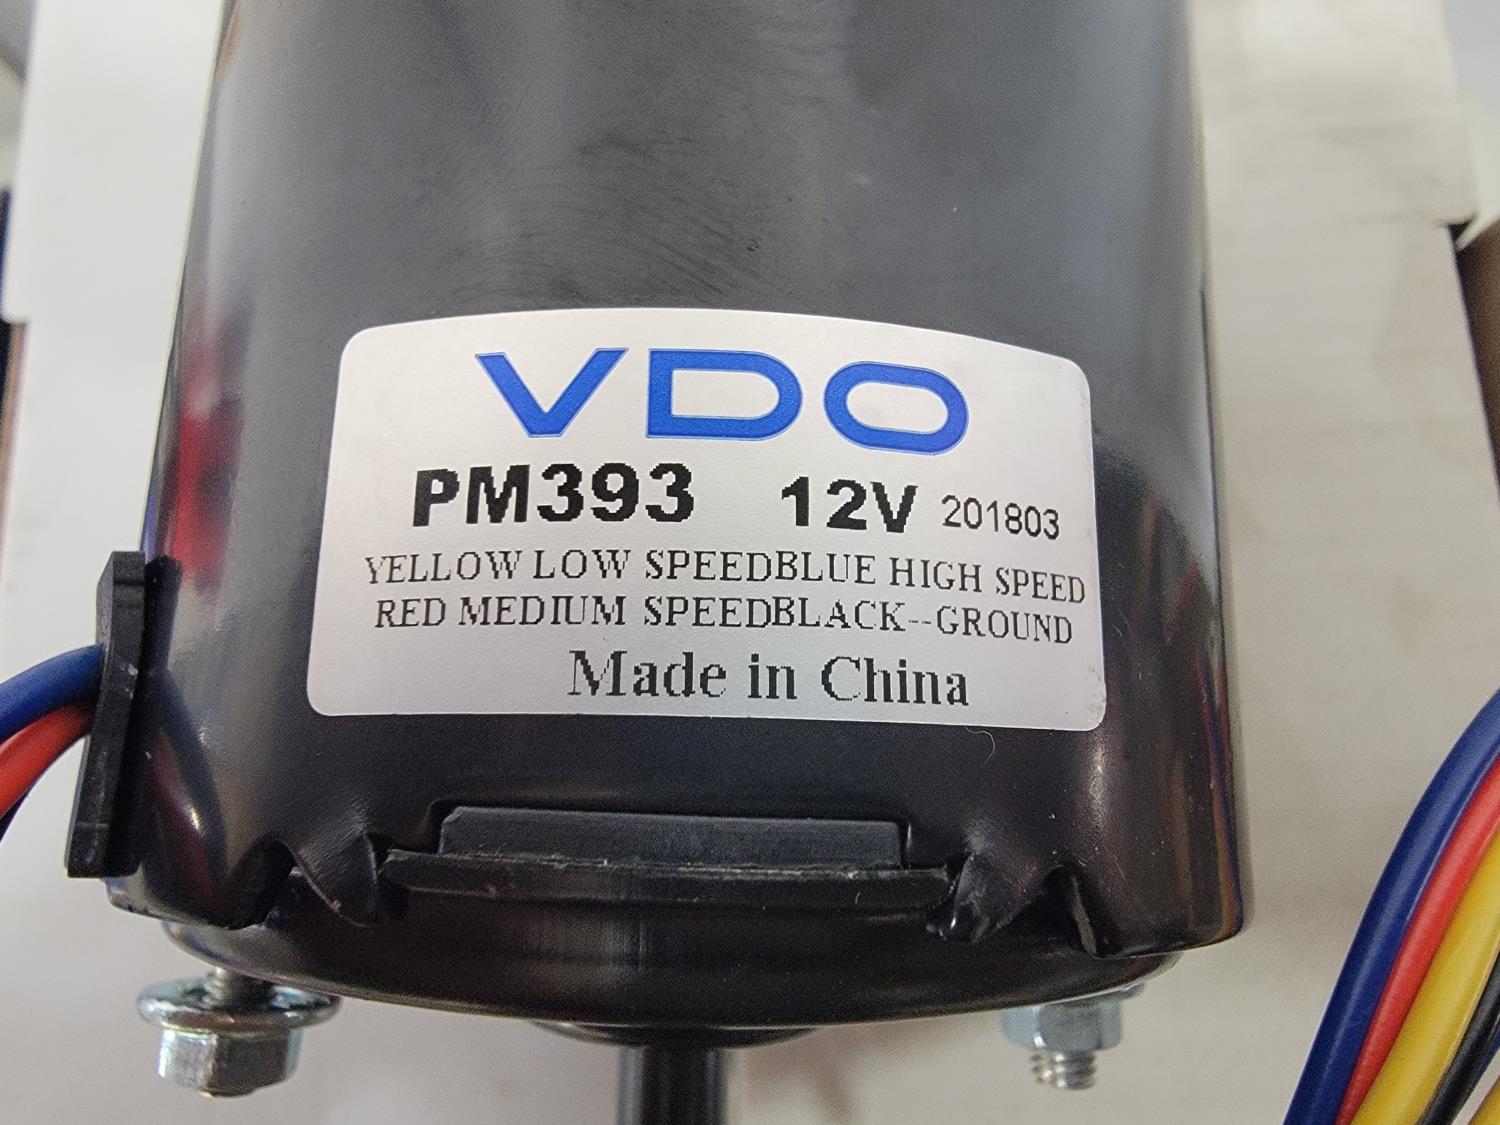 VDO
PM393 12V 201803
YELLOW LOW SPEEDBLUE HIGH SPEED
RED MEDIUM SPEEDBLACK--GROUND
Made in China